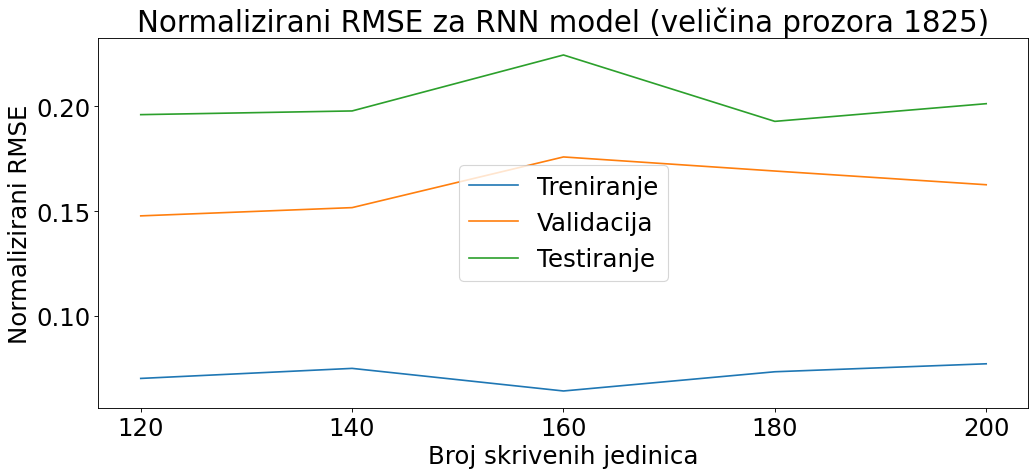 Normalizirani RMSE za RNN model (veličina prozora 1825)
Normalizirani RMSE
0.20
0.15
0.10
Treniranje
Validacija
Testiranje
120 140 160 180 200
Broj skrivenih jedinica